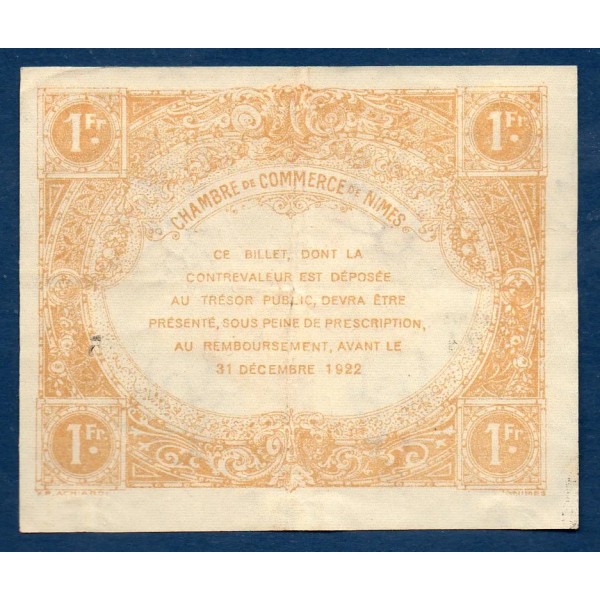 1Fr.
1Fr.
CHAMBRE DE COMMERCE DE NIMES
CE BILLET, DONT LA
CONTREVALEUR EST DÉPOSÉE
AU TRÉSOR PUBLIC, DEVRA ÊTRE
PRÉSENTÉ, SOUS PEINE DE PRESCRIPTION,
AU REMBOURSEMENT, AVANT LE
31 DÉCEMBRE 1922
1Fr.
1Fr.